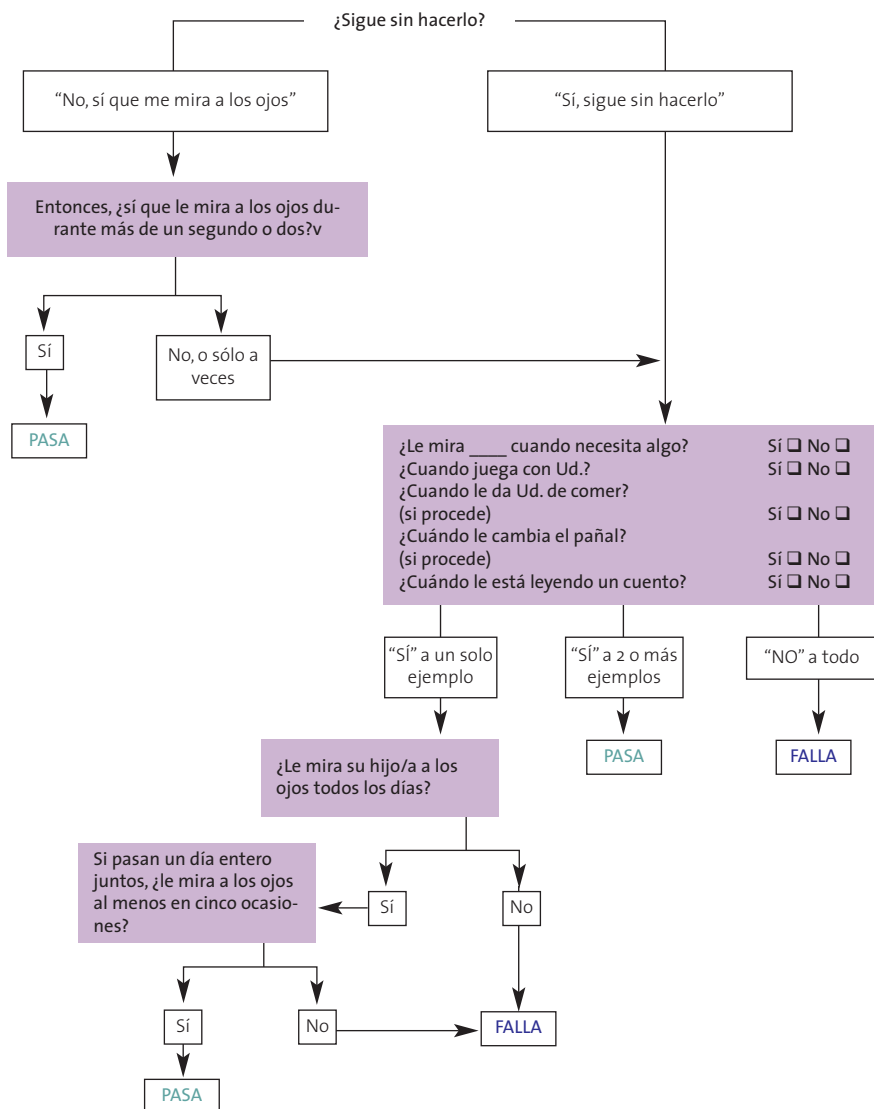 ¿Sigue sin hacerlo?
“No, sí que me mira a los ojos”
“Sí, sigue sin hacerlo”
Entonces, ¿sí que le mira a los ojos du-
rante más de un segundo o dos?v
Sí
No, o sólo a
veces
PASA
¿Le mira ____ cuando necesita algo? Sí ❑ No ❑
¿Cuando juega con Ud.? Sí ❑ No ❑
¿Cuando le da Ud. de comer?
(si procede) Sí ❑ No ❑
¿Cuándo le cambia el pañal?
(si procede) Sí ❑ No ❑
¿Cuándo le está leyendo un cuento? Sí ❑ No ❑
“SÍ” a un solo
ejemplo
“SÍ” a 2 o más
ejemplos
“NO” a todo
PASA
FALLA
¿Le mira su hijo/a a los
ojos todos los días?
Si pasan un día entero
juntos, ¿le mira a los ojos
al menos en cinco ocasio-
nes?
Sí
No
Sí
No
FALLA
PASA